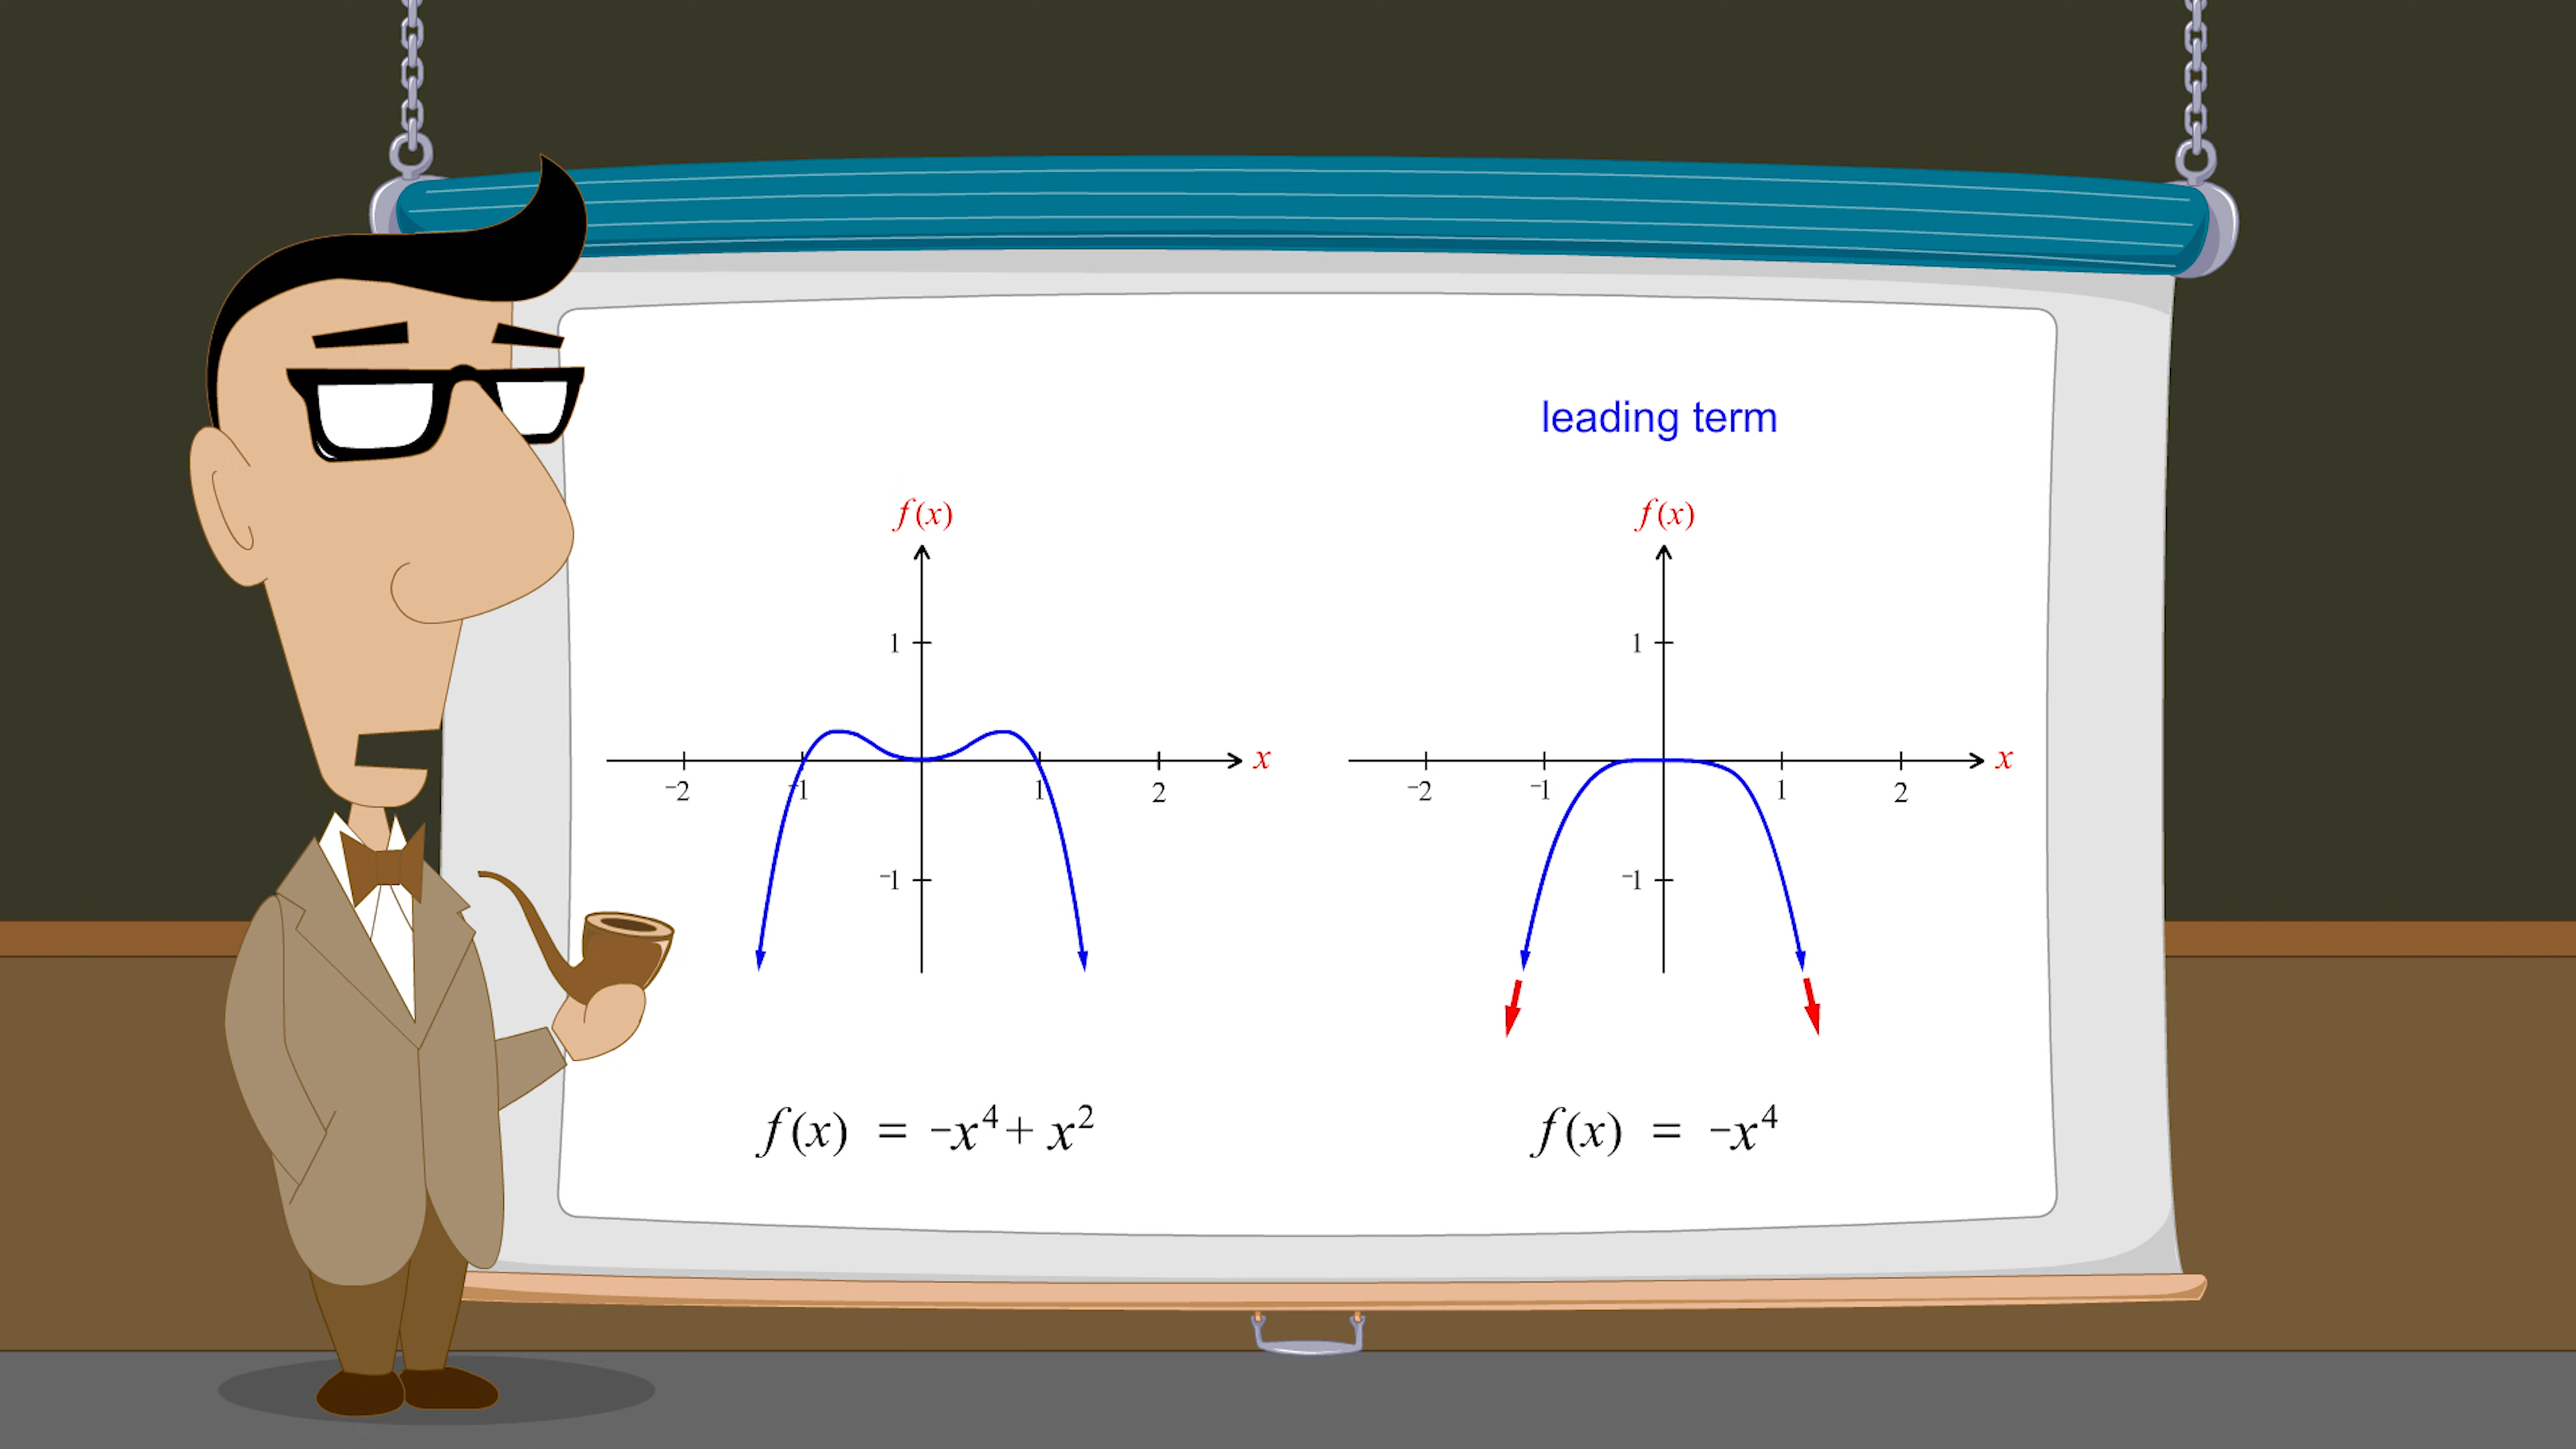 leading term
f(x)
1
-2
-1
1
2
x
-1
f(x) = -x⁴ + x²
f(x)
1
-2
-1
1
2
x
-1
f(x) = -x⁴